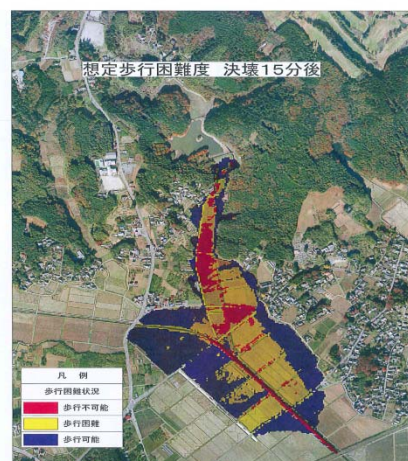 想定歩行困難度 決壊15分後
凡 例
歩行困難状況
歩行不可能
歩行困難
歩行可能